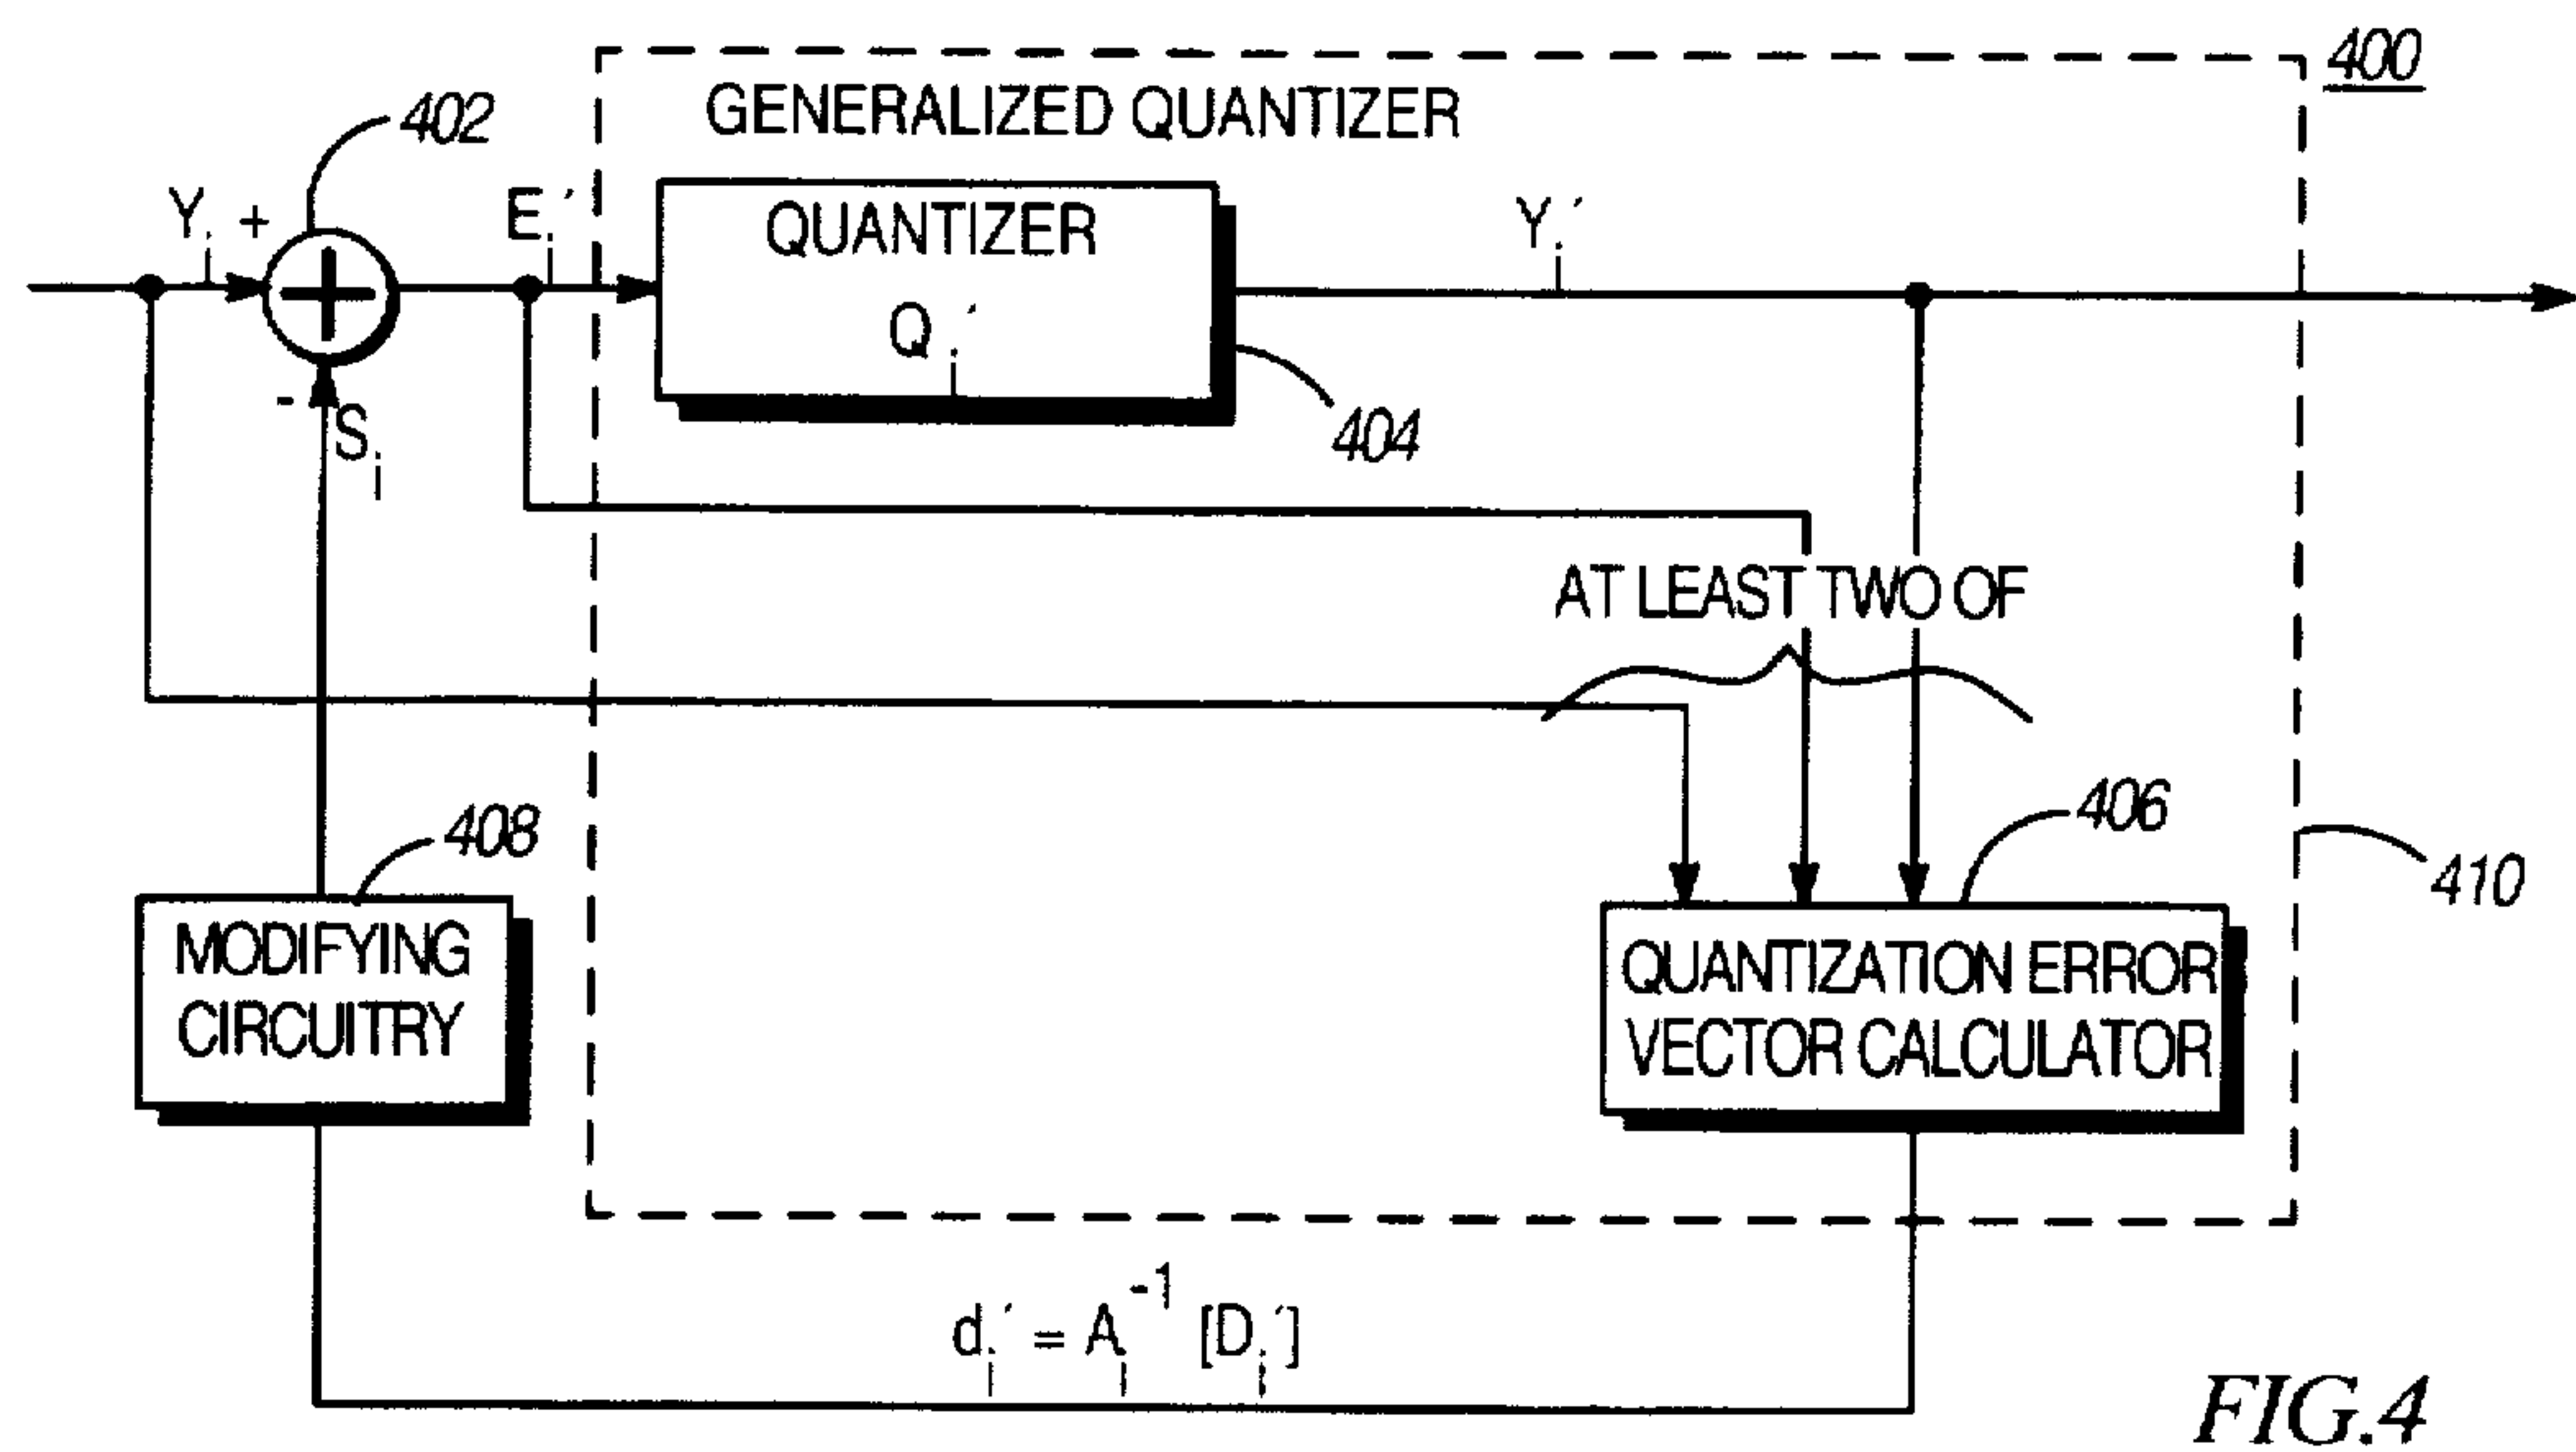 400
GENERALIZED QUANTIZER
402
Yᵢ +
Eᵢ′
QUANTIZER
Qᵢ′
Yᵢ′
404
- Sᵢ
AT LEAST TWO OF
408
406
410
MODIFYING
CIRCUITRY
QUANTIZATION ERROR
VECTOR CALCULATOR
dᵢ′ = Aᵢ⁻¹ [Dᵢ′]
FIG.4